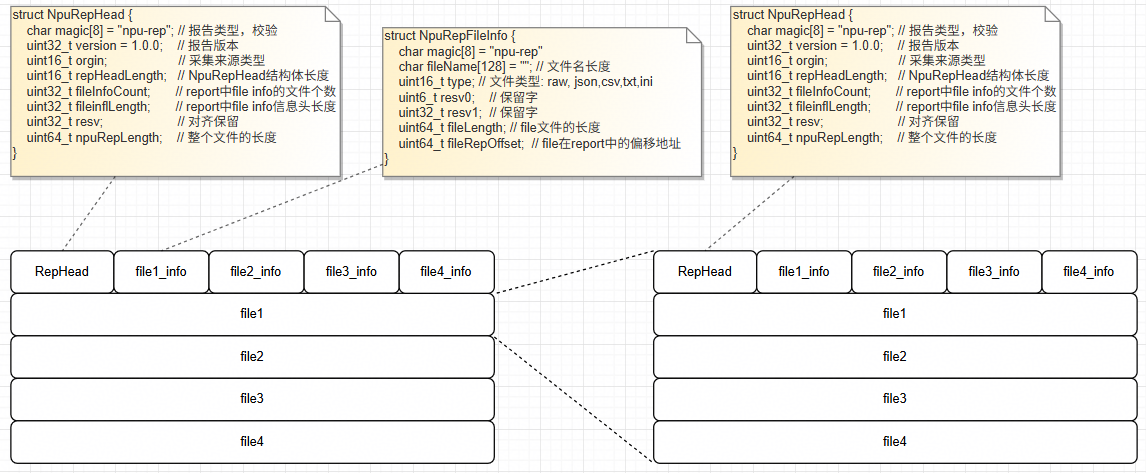 struct NpuRepHead {
char magic[8] = "npu-rep"; // 报告类型，校验
uint32_t version = 1.0.0; // 报告版本
uint16_t orgin; // 采集来源类型
uint16_t repHeadLength; // NpuRepHead结构体长度
uint32_t fileInfoCount; // report中file info的文件个数
uint32_t fileinflLength; // report中file info信息头长度
uint32_t resv; // 对齐保留
uint64_t npuRepLength; // 整个文件的长度
}
struct NpuRepFileInfo {
char magic[8] = "npu-rep"
char fileName[128] = ""; // 文件名长度
uint16_t type; // 文件类型: raw, json,csv,txt,ini
uint6_t resv0; // 保留字
uint32_t resv1; // 保留字
uint64_t fileLength; // file文件的长度
uint64_t fileRepOffset; // file在report中的偏移地址
}
struct NpuRepHead {
char magic[8] = "npu-rep"; // 报告类型，校验
uint32_t version = 1.0.0; // 报告版本
uint16_t orgin; // 采集来源类型
uint16_t repHeadLength; // NpuRepHead结构体长度
uint32_t fileInfoCount; // report中file info的文件个数
uint32_t fileinflLength; // report中file info信息头长度
uint32_t resv; // 对齐保留
uint64_t npuRepLength; // 整个文件的长度
}
RepHead file1_info file2_info file3_info file4_info
file1
file2
file3
file4
RepHead file1_info file2_info file3_info file4_info
file1
file2
file3
file4